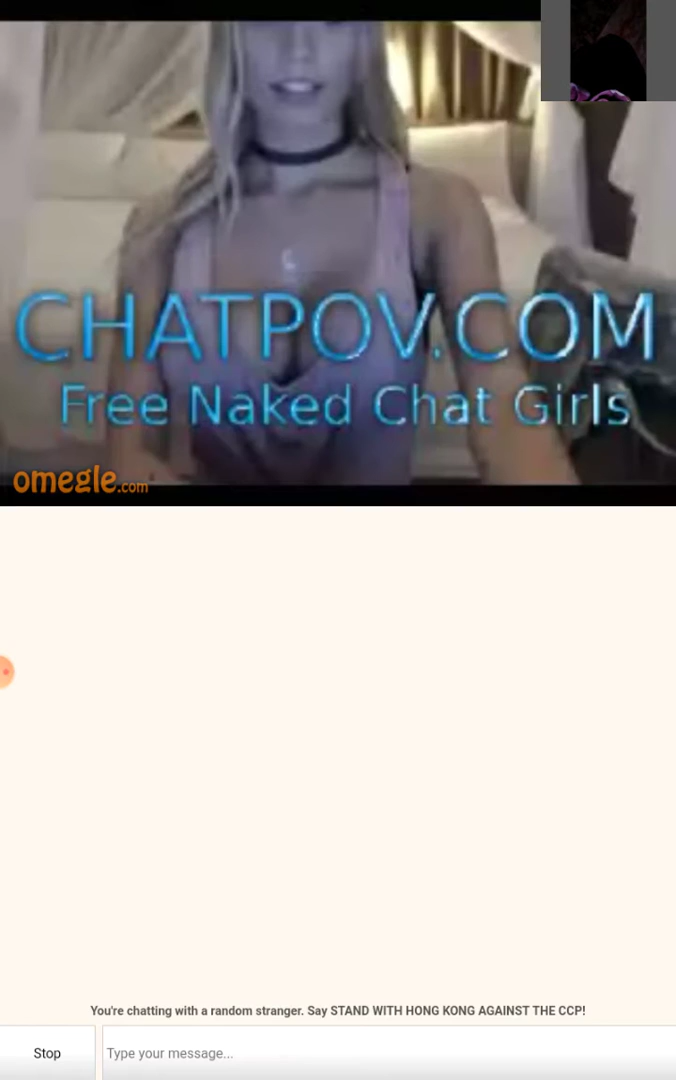 CHATPOV.COM
Free Naked Chat Girls
omegle.com
You're chatting with a random stranger. Say STAND WITH HONG KONG AGAINST THE CCP!
Stop
Type your message...